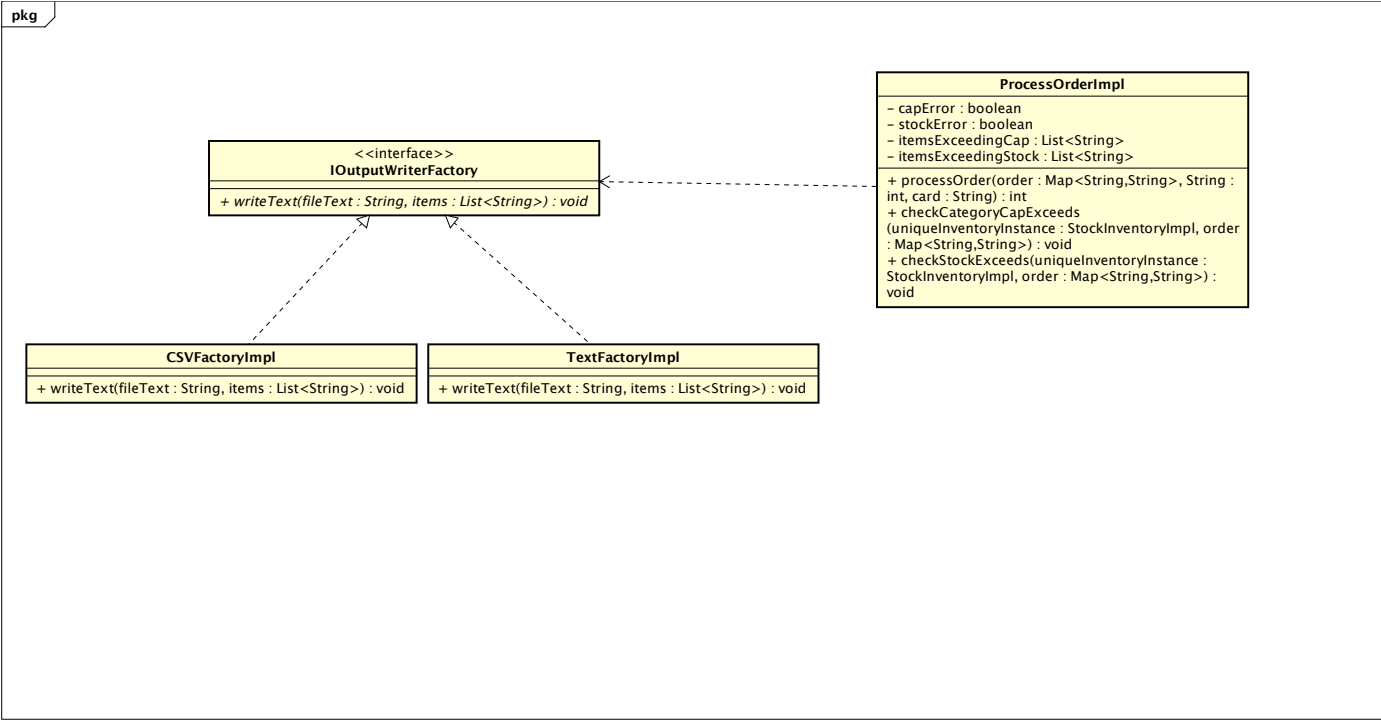 pkg
<<interface>>
IOutputWriterFactory
+ writeText(fileText : String, items : List<String>) : void
ProcessOrderImpl
– capError : boolean
– stockError : boolean
– itemsExceedingCap : List<String>
– itemsExceedingStock : List<String>
+ processOrder(order : Map<String,String>, String :
int, card : String) : int
+ checkCategoryCapExceeds
(uniqueInventoryInstance : StockInventoryImpl, order
: Map<String,String>) : void
+ checkStockExceeds(uniqueInventoryInstance :
StockInventoryImpl, order : Map<String,String>) :
void
CSVFactoryImpl
+ writeText(fileText : String, items : List<String>) : void
TextFactoryImpl
+ writeText(fileText : String, items : List<String>) : void